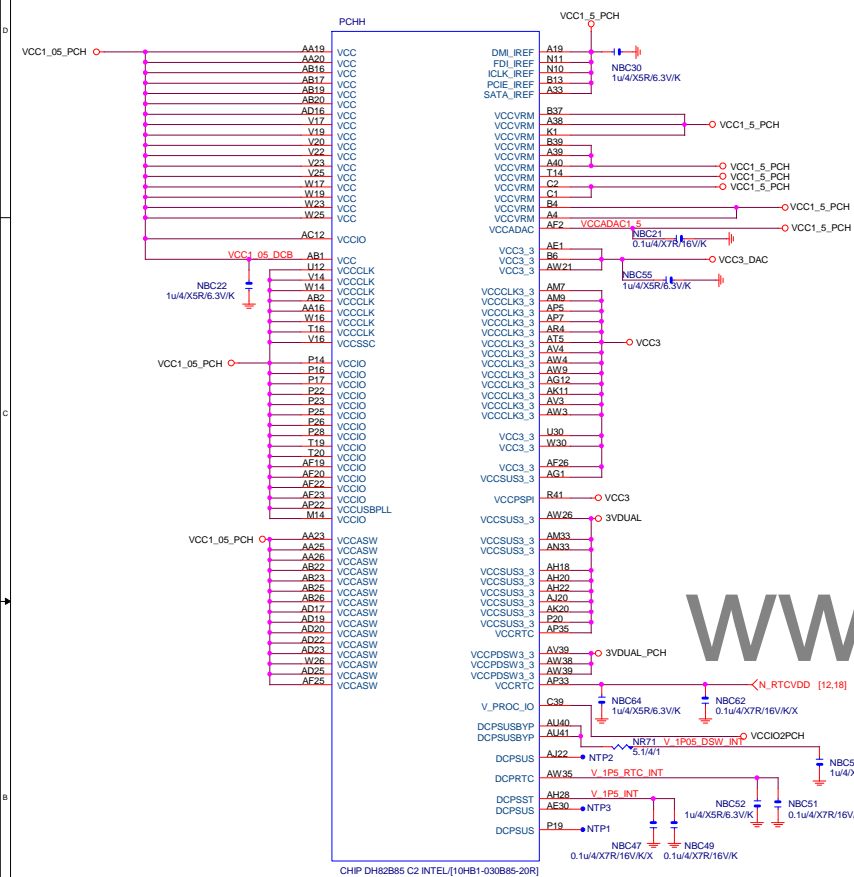 D
PCHH
VCC1_5_PCH
VCC1_05_PCH
AA19 VCC
AA20 VCC
AB16 VCC
AB17 VCC
AB19 VCC
AB20 VCC
AD16 VCC
V17 VCC
V19 VCC
V20 VCC
V22 VCC
V23 VCC
V25 VCC
W17 VCC
W19 VCC
W23 VCC
W25 VCC
AC12 VCCIO
VCC1_05_DCB AB1 VCC
NBC22
1u/4/X5R/6.3V/K
U12 VCCCLK
V14 VCCCLK
W14 VCCCLK
AB2 VCCCLK
AA16 VCCCLK
W16 VCCCLK
T16 VCCCLK
V16 VCCSSC
VCC1_05_PCH
P14 VCCIO
P16 VCCIO
P17 VCCIO
P22 VCCIO
P23 VCCIO
P25 VCCIO
P26 VCCIO
P28 VCCIO
T19 VCCIO
T20 VCCIO
AF19 VCCIO
AF20 VCCIO
AF22 VCCIO
AF23 VCCIO
AP22 VCCUSBPLL
M14 VCCIO
VCC1_05_PCH
AA23 VCCASW
AA25 VCCASW
AA26 VCCASW
AB22 VCCASW
AB23 VCCASW
AB25 VCCASW
AB26 VCCASW
AD17 VCCASW
AD19 VCCASW
AD20 VCCASW
AD22 VCCASW
AD23 VCCASW
W26 VCCASW
AD25 VCCASW
AF25 VCCASW
DMI_IREF A19
FDI_IREF N11
ICLK_IREF N10
PCIE_IREF B13
SATA_IREF A33
NBC30
1u/4/X5R/6.3V/K
VCCVRM B37
VCCVRM A38 VCC1_5_PCH
VCCVRM K1
VCCVRM B39
VCCVRM A39
VCCVRM A40 VCC1_5_PCH
VCCVRM T14 VCC1_5_PCH
VCCVRM C2 VCC1_5_PCH
VCCVRM C1
VCCVRM B4 VCC1_5_PCH
VCCVRM A4
VCCADAC AF2 VCCADAC1_5 VCC1_5_PCH
NBC21
0.1u/4/X7R/16V/K
VCC3_3 AE1
VCC3_3 B6 VCC3_DAC
VCC3_3 AW21
NBC55
1u/4/X5R/6.3V/K
VCCCLK3_3 AM7
VCCCLK3_3 AM9
VCCCLK3_3 AP5
VCCCLK3_3 AP7
VCCCLK3_3 AR4
VCCCLK3_3 AT5 VCC3
VCCCLK3_3 AV4
VCCCLK3_3 AW4
VCCCLK3_3 AW9
VCCCLK3_3 AG12
VCCCLK3_3 AK11
VCCCLK3_3 AV3
VCCCLK3_3 AW3
VCC3_3 U30
VCC3_3 W30
VCC3_3 AF26
VCCSUS3_3 AG1
VCCPSPI R41 VCC3
VCCSUS3_3 AW26 3VDUAL
VCCSUS3_3 AM33
VCCSUS3_3 AN33
VCCSUS3_3 AH18
VCCSUS3_3 AH20
VCCSUS3_3 AH22
VCCSUS3_3 AJ20
VCCSUS3_3 AK20
VCCSUS3_3 P20
VCCRTC AP35
VCCPDSW3_3 AV39 3VDUAL_PCH
VCCPDSW3_3 AW38
VCCPDSW3_3 AW39
VCCRTC AP33 N_RTCVDD [12,18]
NBC64
1u/4/X5R/6.3V/K
NBC62
0.1u/4/X7R/16V/K/X
V_PROC_IO C39 VCCIO2PCH
DCPSUSBYP AU40
DCPSUSBYP AU41
NR71 V_1P05_DSW_INT
5.1/4/1
NBC5
1u/4/X
DCPSUS AJ22 NTP2
DCPRTC AW35 V_1P5_RTC_INT
NBC52
1u/4/X5R/6.3V/K
NBC51
0.1u/4/X7R/16V/
DCPSST AH28 V_1P5_INT
DCPSUS AE30 NTP3
DCPSUS P19 NTP1
NBC47
0.1u/4/X7R/16V/K/X
NBC49
0.1u/4/X7R/16V/K
CHIP DH82B85 C2 INTEL/[10HB1-030B85-20R]
C
B
ww